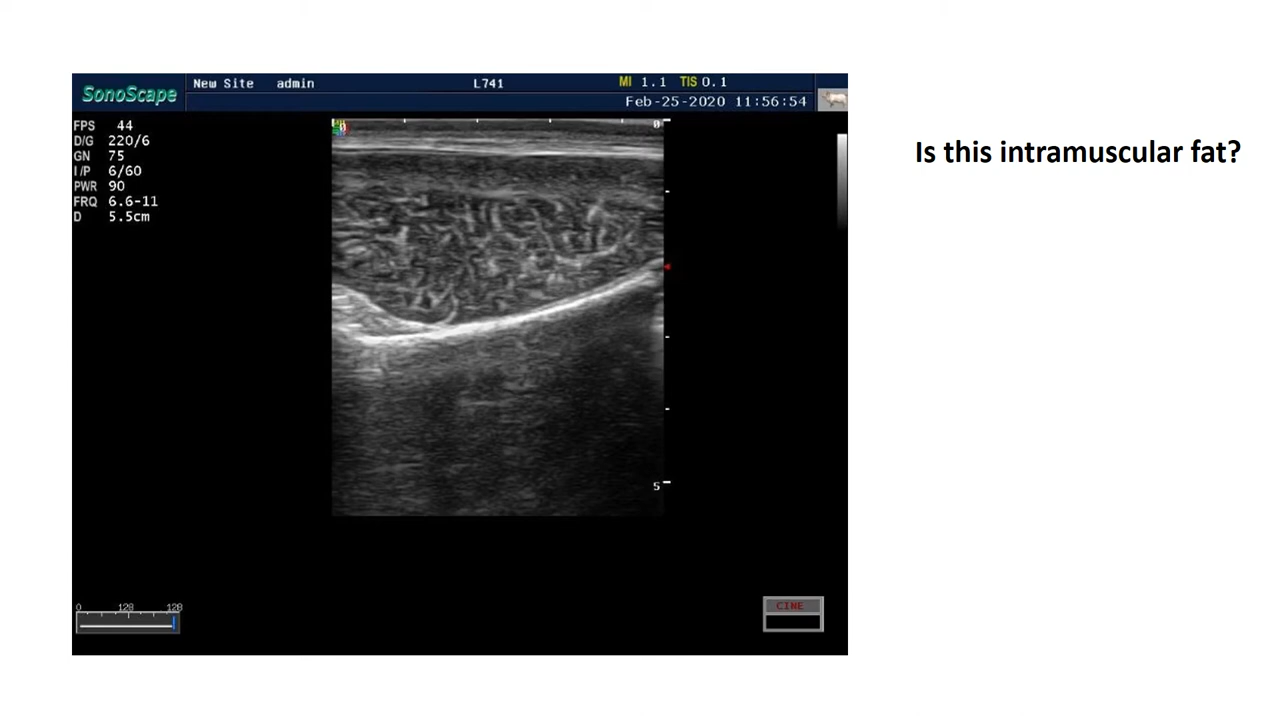 SonoScape
New Site admin L741 MI 1.1 TIS 0.1
Feb-25-2020 11:56:54
FPS 44
D/G 220/6
GN 75
I/P 6/60
PWR 90
FRQ 6.6-11
D 5.5cm
0
5
0 128 128
CINE
Is this intramuscular fat?